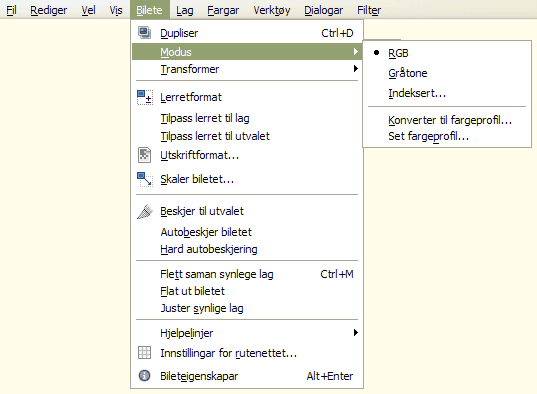 Fil Rediger Vel Vis Bilete Lag Fargar Verktøy Dialogar Filter
Dupliser Ctrl+D
Modus
Transformer
Lerretformat
Tilpass lerret til lag
Tilpass lerret til utvalet
Utskriftformat...
Skaler biletet...
Beskjer til utvalet
Autobeskjer biletet
Hard autobeskjering
Flett saman synlege lag Ctrl+M
Flat ut biletet
Juster synlige lag
Hjelpelinjer
Innstillingar for rutenettet...
Bileteigenskapar Alt+Enter
RGB
Gråtone
Indeksert...
Konverter til fargeprofil...
Set fargeprofil...